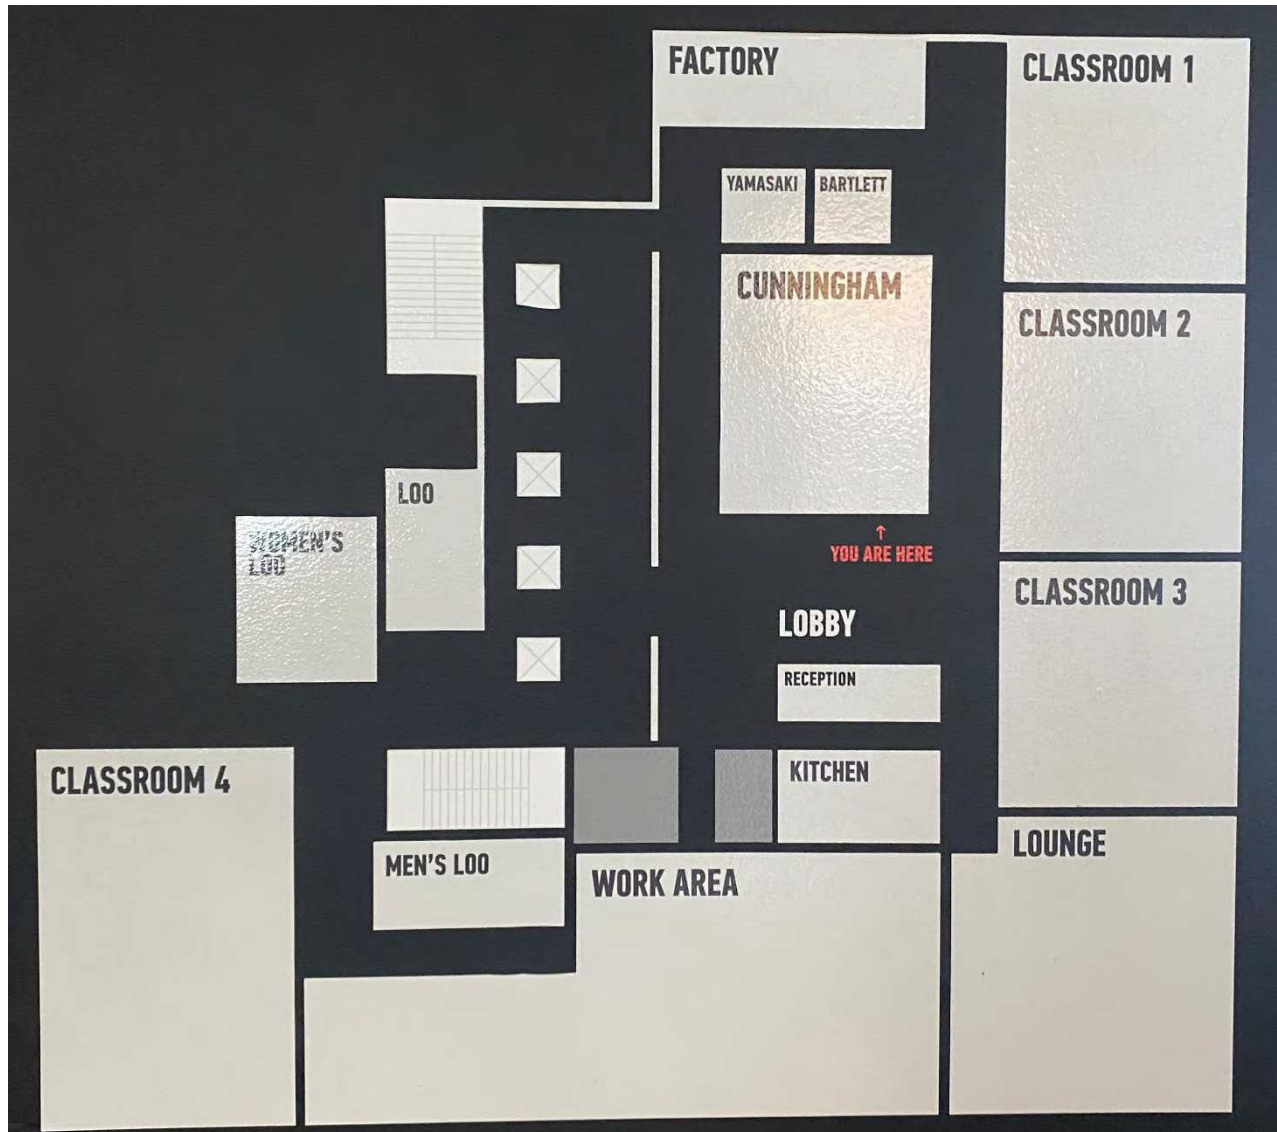 FACTORY
CLASSROOM 1
YAMASAKI
BARTLETT
CUNNINGHAM
CLASSROOM 2
LOO
WOMEN'S
LOO
↑
YOU ARE HERE
CLASSROOM 3
LOBBY
RECEPTION
CLASSROOM 4
KITCHEN
MEN'S LOO
WORK AREA
LOUNGE